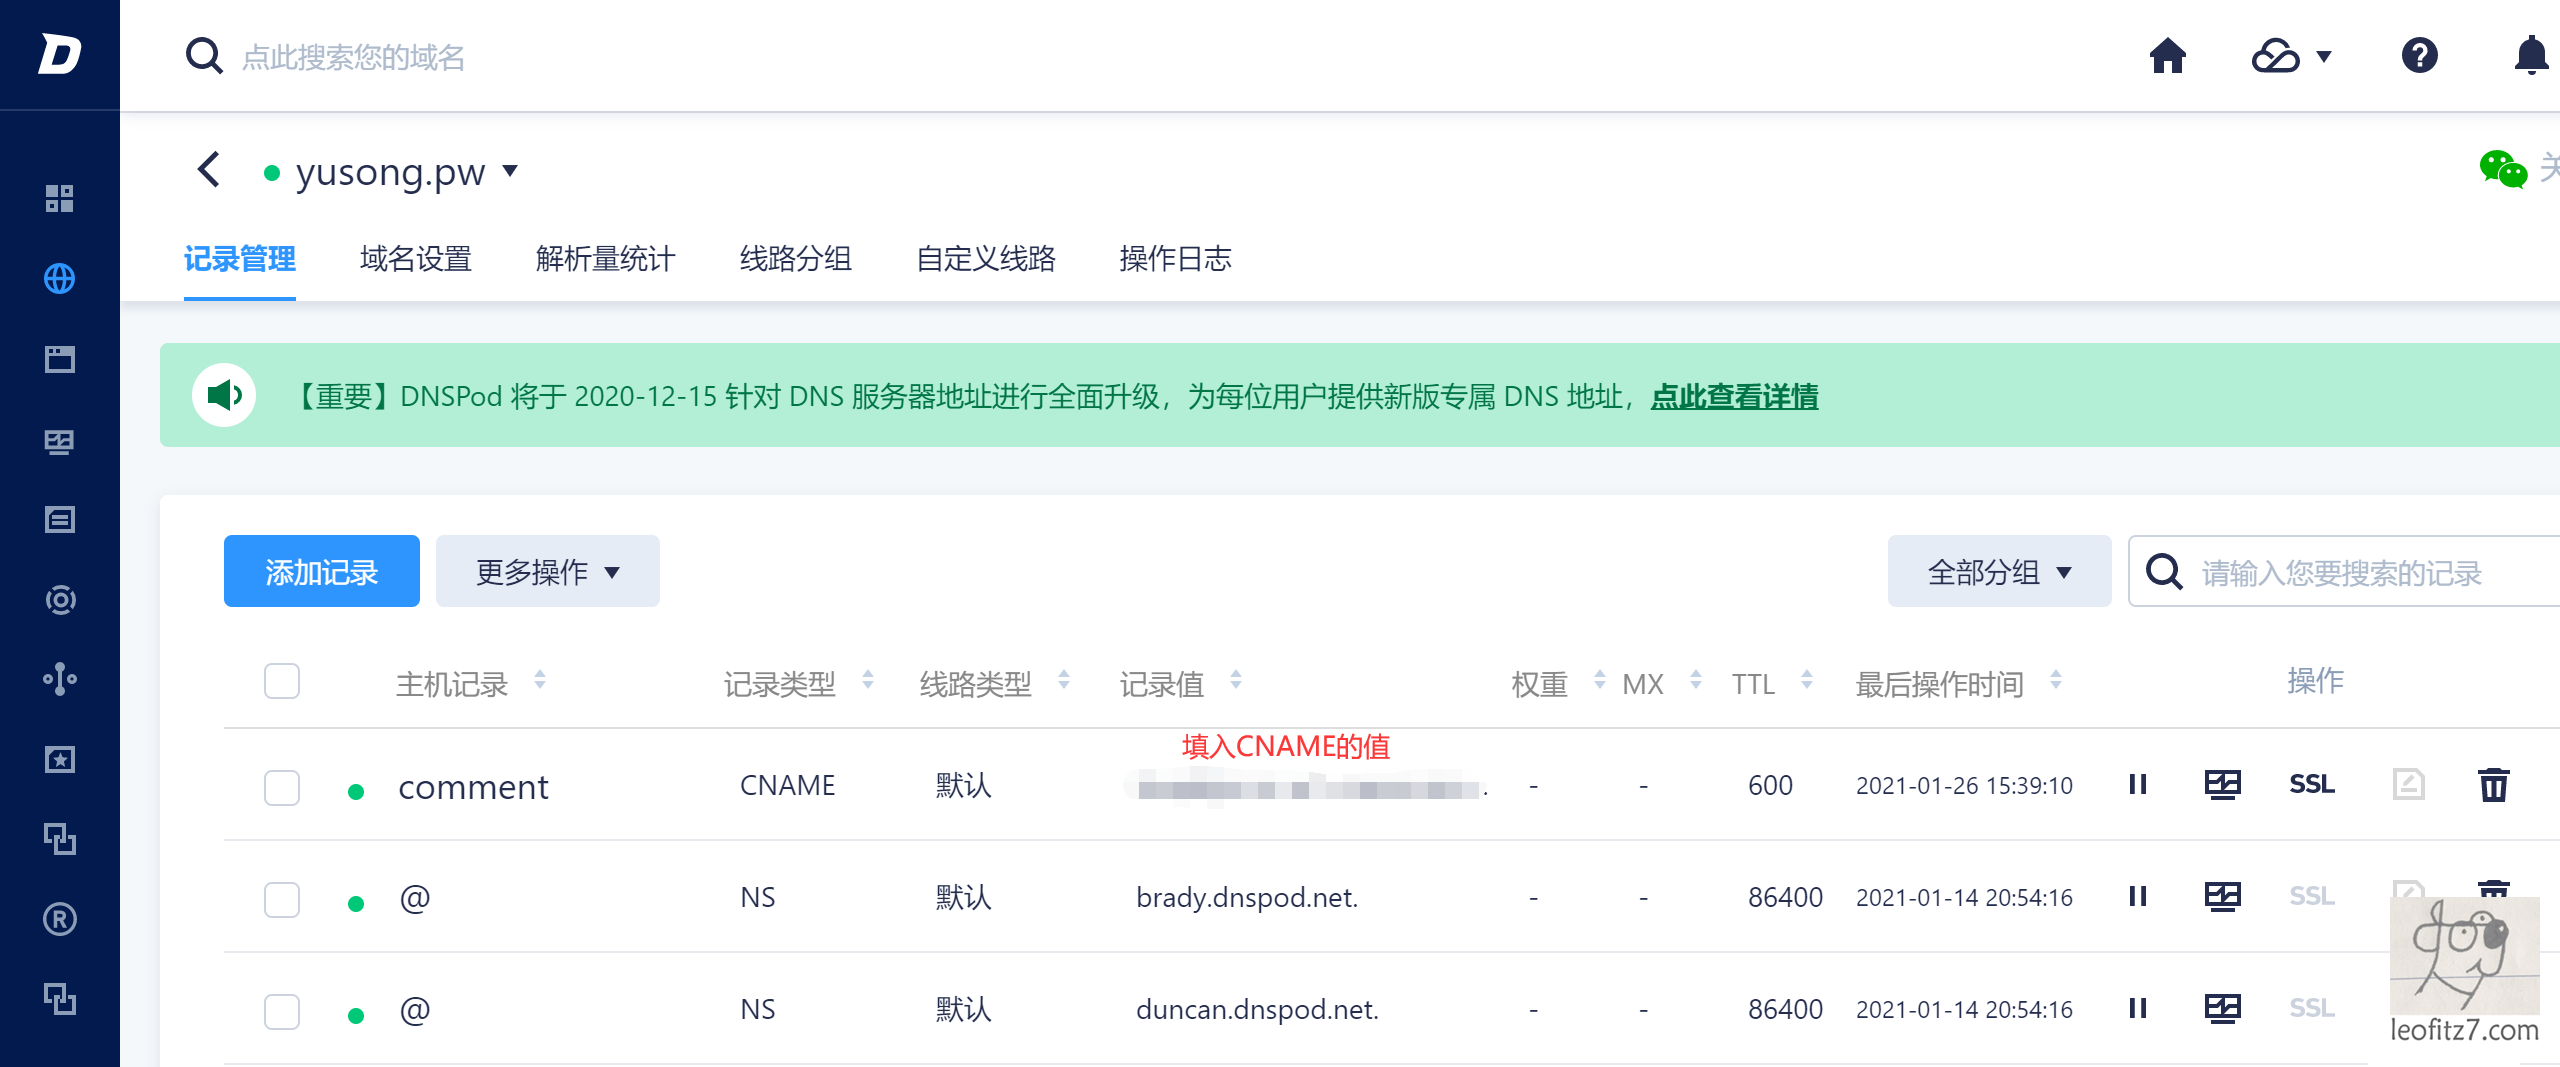 点此搜索您的域名
yusong.pw
关
记录管理 域名设置 解析量统计 线路分组 自定义线路 操作日志
【重要】DNSPod 将于 2020-12-15 针对 DNS 服务器地址进行全面升级，为每位用户提供新版专属 DNS 地址，点此查看详情
添加记录 更多操作 全部分组 请输入您要搜索的记录
主机记录 记录类型 线路类型 记录值 权重 MX TTL 最后操作时间 操作
填入CNAME的值
comment CNAME 默认 . - - 600 2021-01-26 15:39:10 SSL
@ NS 默认 brady.dnspod.net. - - 86400 2021-01-14 20:54:16 SSL
@ NS 默认 duncan.dnspod.net. - - 86400 2021-01-14 20:54:16 SSL
leofitz7.com